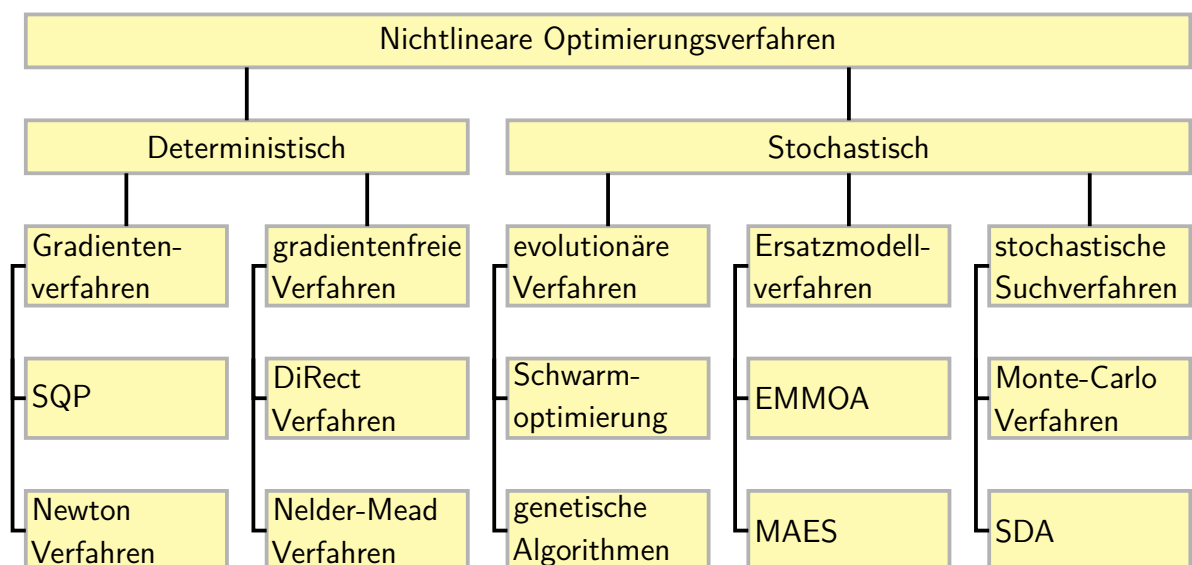 Nichtlineare Optimierungsverfahren
Deterministisch
Stochastisch
Gradienten-
verfahren
gradientenfreie
Verfahren
evolutionäre
Verfahren
Ersatzmodell-
verfahren
stochastische
Suchverfahren
SQP
DiRect
Verfahren
Schwarm-
optimierung
EMMOA
Monte-Carlo
Verfahren
Newton
Verfahren
Nelder-Mead
Verfahren
genetische
Algorithmen
MAES
SDA